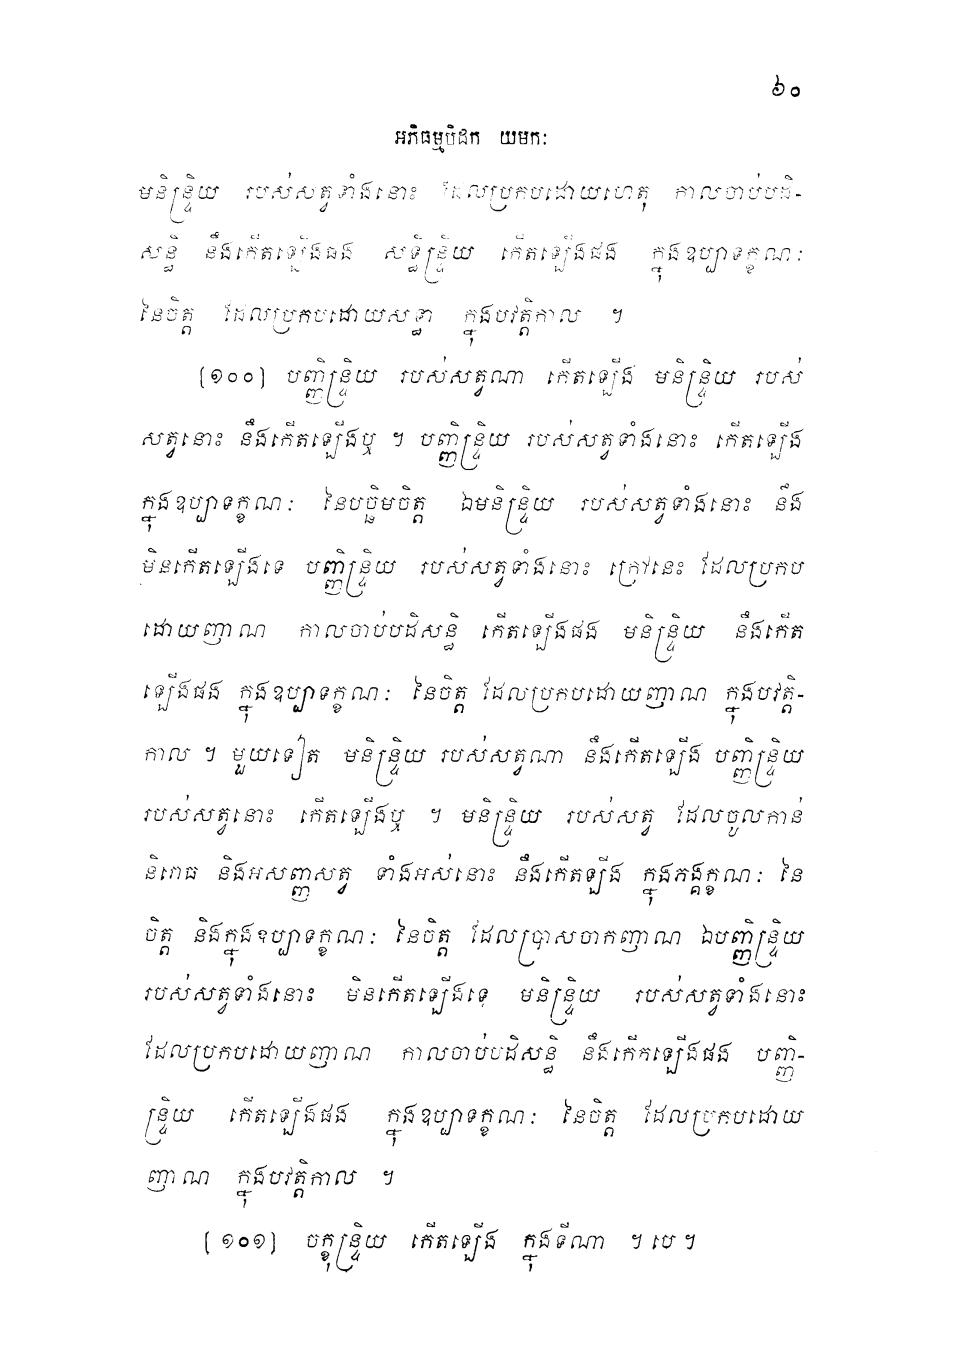 ៦០
អភិធម្មបិដក យមកៈ
មនិន្ទ្រិយ របស់សត្វទាំងនោះ ដែលប្រកបដោយហេតុ កាលចាប់បដិ-
សន្ធិ នឹងកើតឡើងផង សទ្ធិន្ទ្រិយ កើតឡើងផង ក្នុងឧប្បាទក្ខណៈ
នៃចិត្ត ដែលប្រកបដោយសទ្ធា ក្នុងបវត្តិកាល ។
(១០០) បញ្ញិន្ទ្រិយ របស់សត្វណា កើតឡើង មនិន្ទ្រិយ របស់
សត្វនោះ នឹងកើតឡើងឬ ។ បញ្ញិន្ទ្រិយ របស់សត្វទាំងនោះ កើតឡើង
ក្នុងឧប្បាទក្ខណៈ នៃបច្ឆិមចិត្ត ឯមនិន្ទ្រិយ របស់សត្វទាំងនោះ នឹង
មិនកើតឡើងទេ បញ្ញិន្ទ្រិយ របស់សត្វទាំងនោះ ក្រៅនេះ ដែលប្រកប
ដោយញាណ កាលចាប់បដិសន្ធិ កើតឡើងផង មនិន្ទ្រិយ នឹងកើត
ឡើងផង ក្នុងឧប្បាទក្ខណៈ នៃចិត្ត ដែលប្រកបដោយញាណ ក្នុងបវត្តិ-
កាល ។ មួយទៀត មនិន្ទ្រិយ របស់សត្វណា នឹងកើតឡើង បញ្ញិន្ទ្រិយ
របស់សត្វនោះ កើតឡើងឬ ។ មនិន្ទ្រិយ របស់សត្វ ដែលចូលកាន់
និរោធ និងអសញ្ញសត្វ ទាំងអស់នោះ នឹងកើតឡើង ក្នុងភង្គក្ខណៈ នៃ
ចិត្ត និងក្នុងឧប្បាទក្ខណៈ នៃចិត្ត ដែលប្រាសចាកញាណ ឯបញ្ញិន្ទ្រិយ
របស់សត្វទាំងនោះ មិនកើតឡើងទេ មនិន្ទ្រិយ របស់សត្វទាំងនោះ
ដែលប្រកបដោយញាណ កាលចាប់បដិសន្ធិ នឹងកើតឡើងផង បញ្ញិ-
ន្ទ្រិយ កើតឡើងផង ក្នុងឧប្បាទក្ខណៈ នៃចិត្ត ដែលប្រកបដោយ
ញាណ ក្នុងបវត្តិកាល ។
(១០១) ចក្ខុន្ទ្រិយ កើតឡើង ក្នុងទីណា ។ បេ ។